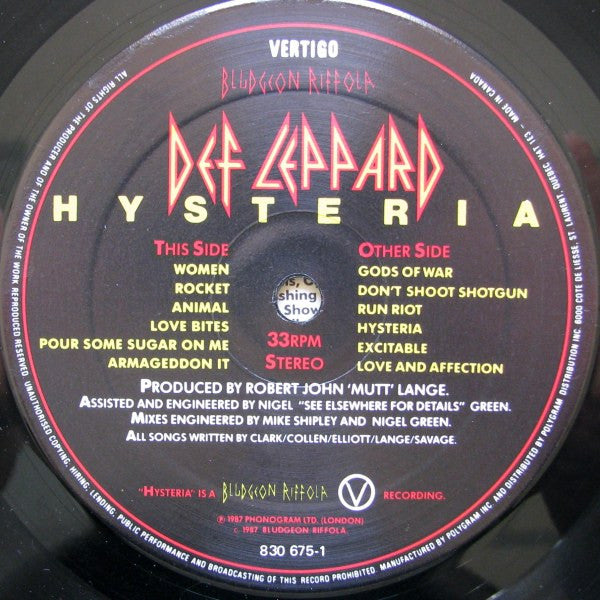 VERTIGO
BLUDGEON RIFFOLA
DEF LEPPARD
HYSTERIA
THIS SIDE
WOMEN
ROCKET
ANIMAL
LOVE BITES
POUR SOME SUGAR ON ME
ARMAGEDDON IT
OTHER SIDE
GODS OF WAR
DON'T SHOOT SHOTGUN
RUN RIOT
HYSTERIA
EXCITABLE
LOVE AND AFFECTION
shing
Show
33RPM
STEREO
PRODUCED BY ROBERT JOHN 'MUTT' LANGE.
ASSISTED AND ENGINEERED BY NIGEL "SEE ELSEWHERE FOR DETAILS" GREEN.
MIXES ENGINEERED BY MIKE SHIPLEY AND NIGEL GREEN.
ALL SONGS WRITTEN BY CLARK/COLLEN/ELLIOTT/LANGE/SAVAGE.
"HYSTERIA" IS A BLUDGEON RIFFOLA V RECORDING.
℗ 1987 PHONOGRAM LTD. (LONDON)
c. 1987 BLUDGEON RIFFOLA.
830 675-1
ALL RIGHTS OF THE PRODUCER AND OF THE OWNER OF THE WORK REPRODUCED RESERVED. UNAUTHORISED COPYING, HIRING, LENDING, PUBLIC PERFORMANCE AND BROADCASTING OF THIS RECORD PROHIBITED. MANUFACTURED BY POLYGRAM INC. AND DISTRIBUTED BY POLYGRAM DISTRIBUTION INC. 6000 COTE DE LIESSE, ST. LAURENT, QUEBEC H4T 1E3 – MADE IN CANADA